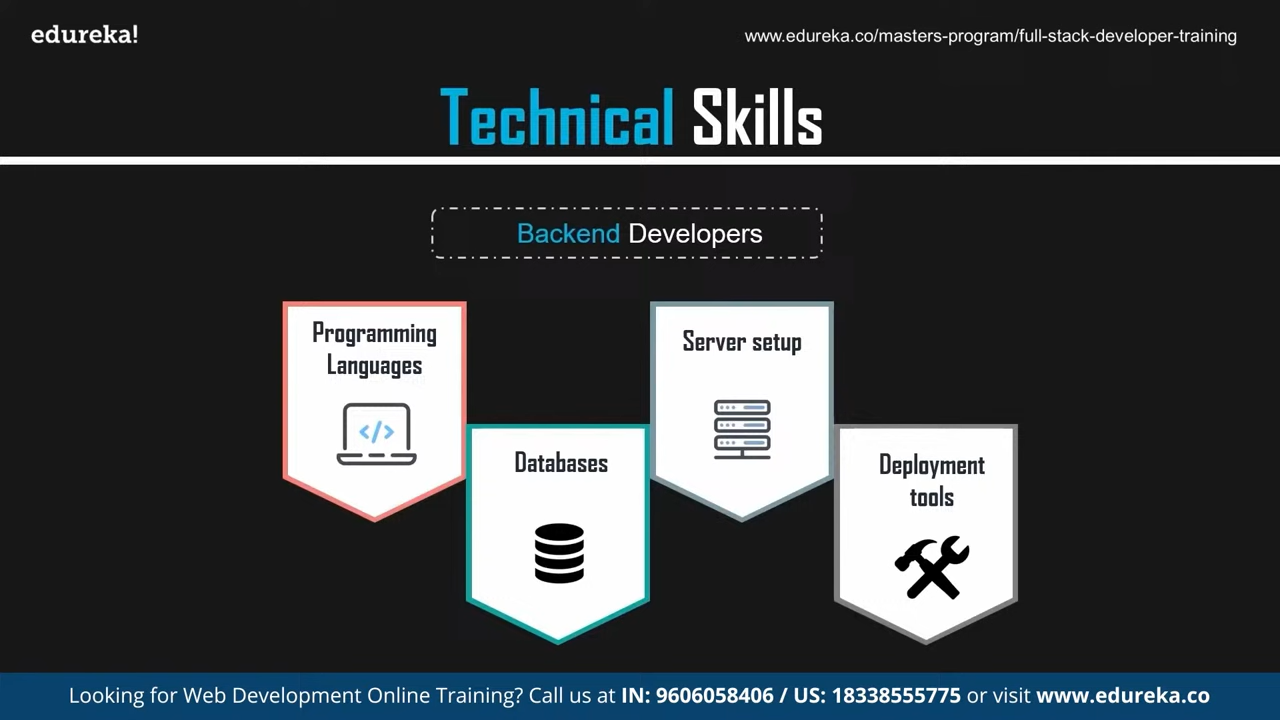 edureka!
www.edureka.co/masters-program/full-stack-developer-training
Technical Skills
Backend Developers
Programming
Languages
</>
Databases
Server setup
Deployment
tools
Looking for Web Development Online Training? Call us at IN: 9606058406 / US: 18338555775 or visit www.edureka.co